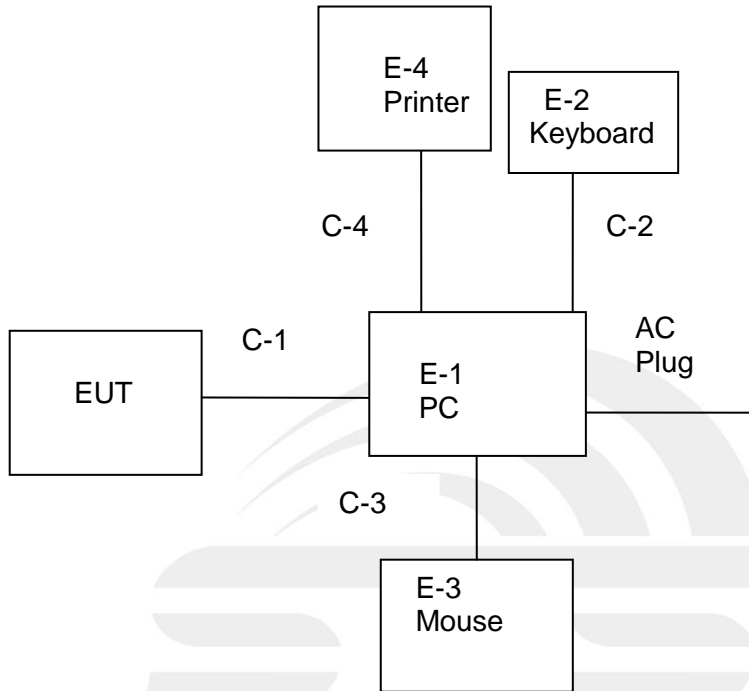 E-4
Printer
E-2
Keyboard
C-4
C-2
C-1
AC
Plug
EUT
E-1
PC
C-3
E-3
Mouse